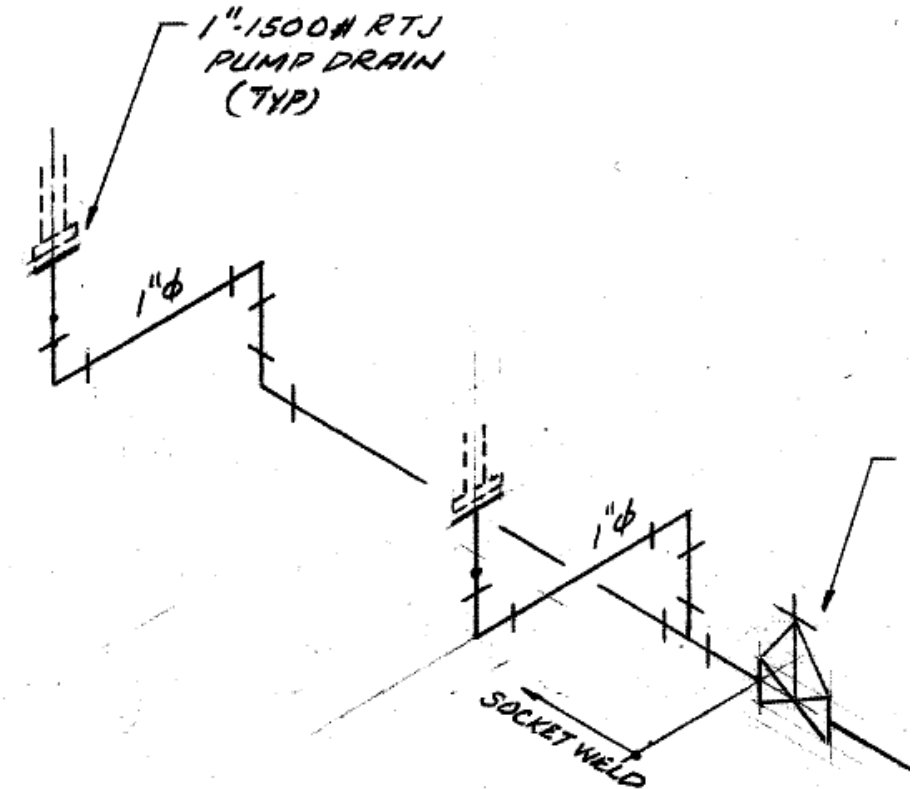 1"-1500# RTJ
PUMP DRAIN
(TYP)
1"ϕ
1"ϕ
SOCKET WELD